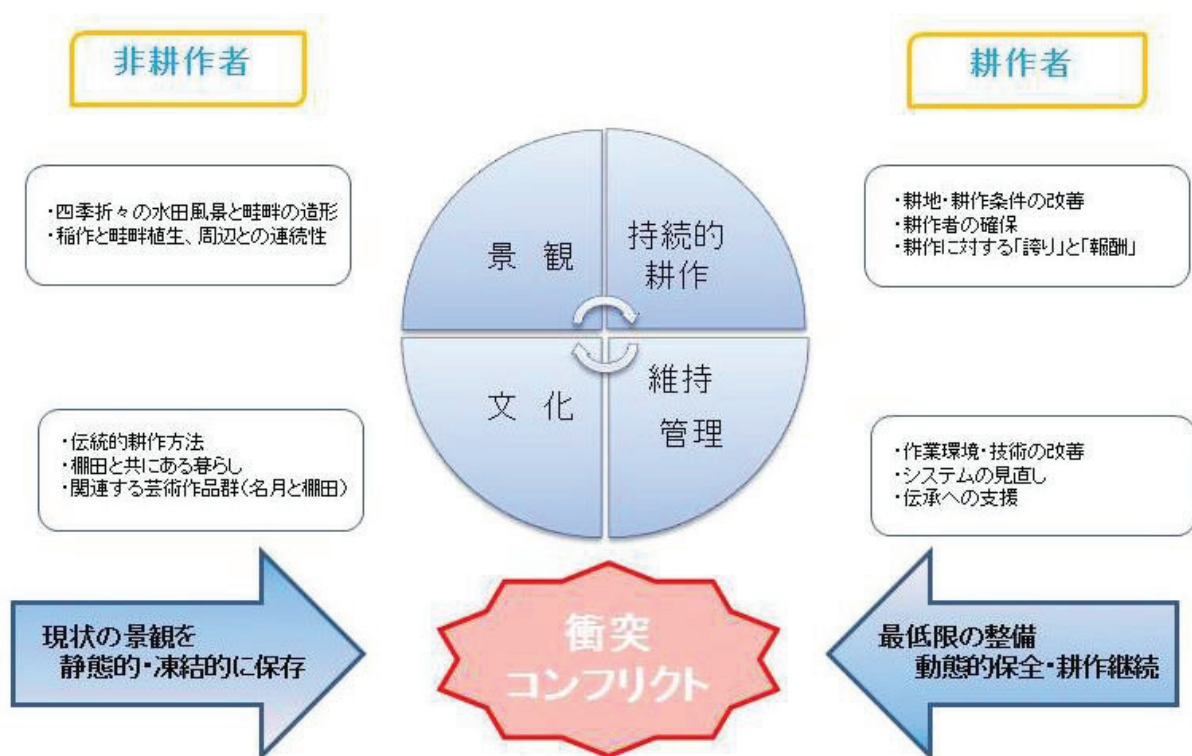 非耕作者
耕作者
・四季折々の水田風景と畦畔の造形
・稲作と畦畔植生、周辺との連続性
景 観
持続的
耕作
・耕地・耕作条件の改善
・耕作者の確保
・耕作に対する「誇り」と「報酬」
・伝統的耕作方法
・棚田と共にある暮らし
・関連する芸術作品群（名月と棚田）
文 化
維持
管理
・作業環境・技術の改善
・システムの見直し
・伝承への支援
現状の景観を
静態的・凍結的に保存
衝突
コンフリクト
最低限の整備
動態的保全・耕作継続